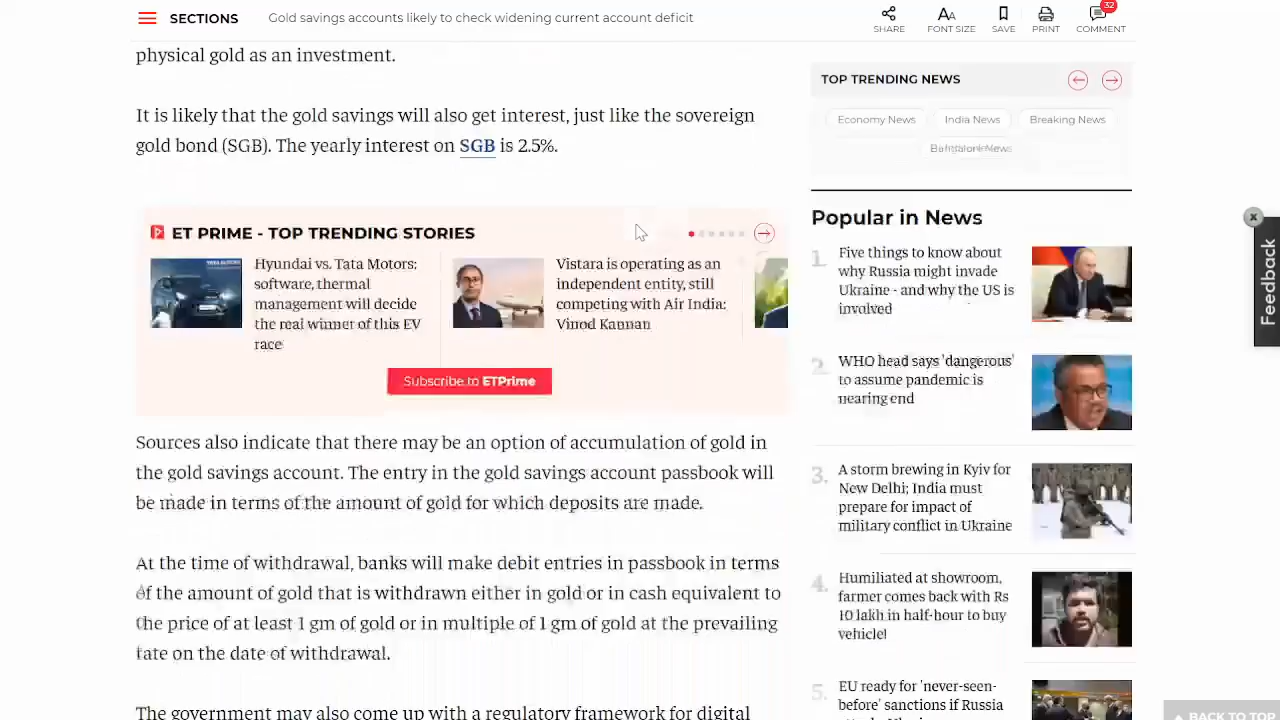 SECTIONS
Gold savings accounts likely to check widening current account deficit
SHARE
AA
FONT SIZE
SAVE
PRINT
32
COMMENT
physical gold as an investment.
It is likely that the gold savings will also get interest, just like the sovereign
gold bond (SGB). The yearly interest on SGB is 2.5%.
ET PRIME - TOP TRENDING STORIES
Hyundai vs. Tata Motors:
software, thermal
management will decide
the real winner of this EV
race
Vistara is operating as an
independent entity, still
competing with Air India:
Vinod Kannan
Subscribe to ETPrime
Sources also indicate that there may be an option of accumulation of gold in
the gold savings account. The entry in the gold savings account passbook will
be made in terms of the amount of gold for which deposits are made.
At the time of withdrawal, banks will make debit entries in passbook in terms
of the amount of gold that is withdrawn either in gold or in cash equivalent to
the price of at least 1 gm of gold or in multiple of 1 gm of gold at the prevailing
rate on the date of withdrawal.
The government may also come up with a regulatory framework for digital
TOP TRENDING NEWS
Economy News
India News
Breaking News
Bangalore News
Popular in News
1.
Five things to know about
why Russia might invade
Ukraine - and why the US is
involved
2.
WHO head says 'dangerous'
to assume pandemic is
nearing end
3.
A storm brewing in Kyiv for
New Delhi; India must
prepare for impact of
military conflict in Ukraine
4.
Humiliated at showroom,
farmer comes back with Rs
10 lakh in half-hour to buy
vehicle!
5.
EU ready for 'never-seen-
before' sanctions if Russia
Feedback
BACK TO TOP